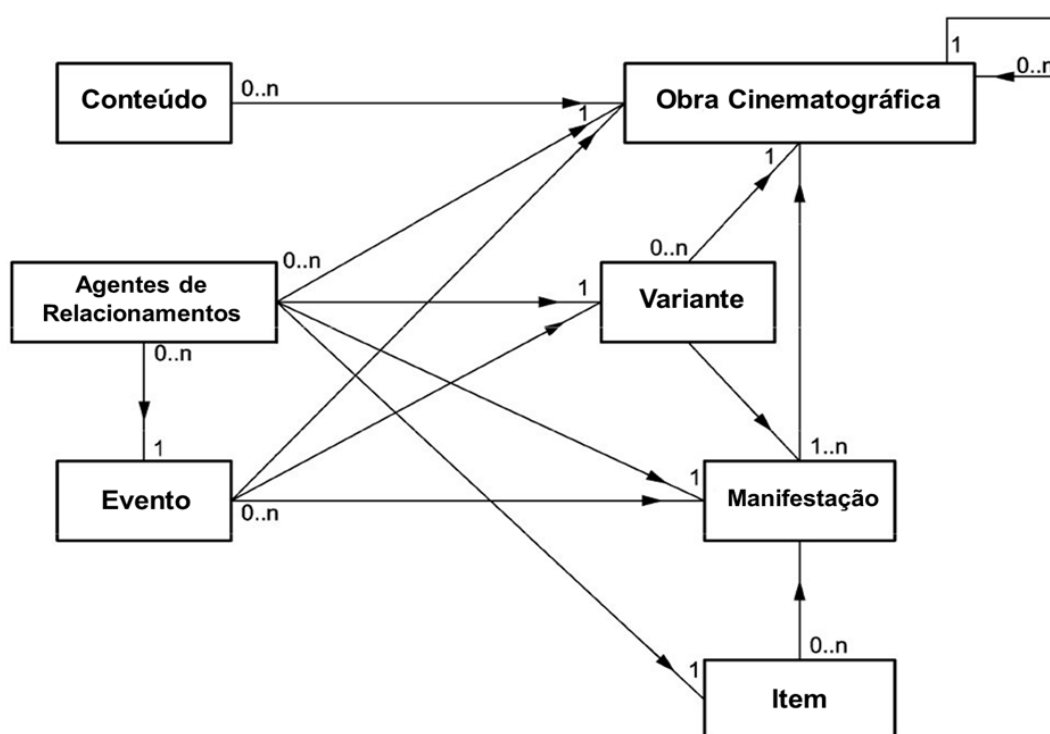 1
0..n
Conteúdo
0..n
1
Obra Cinematográfica
1
0..n
Agentes de
Relacionamentos
0..n
1
Variante
0..n
1
Evento
0..n
1
1..n
Manifestação
1
0..n
Item